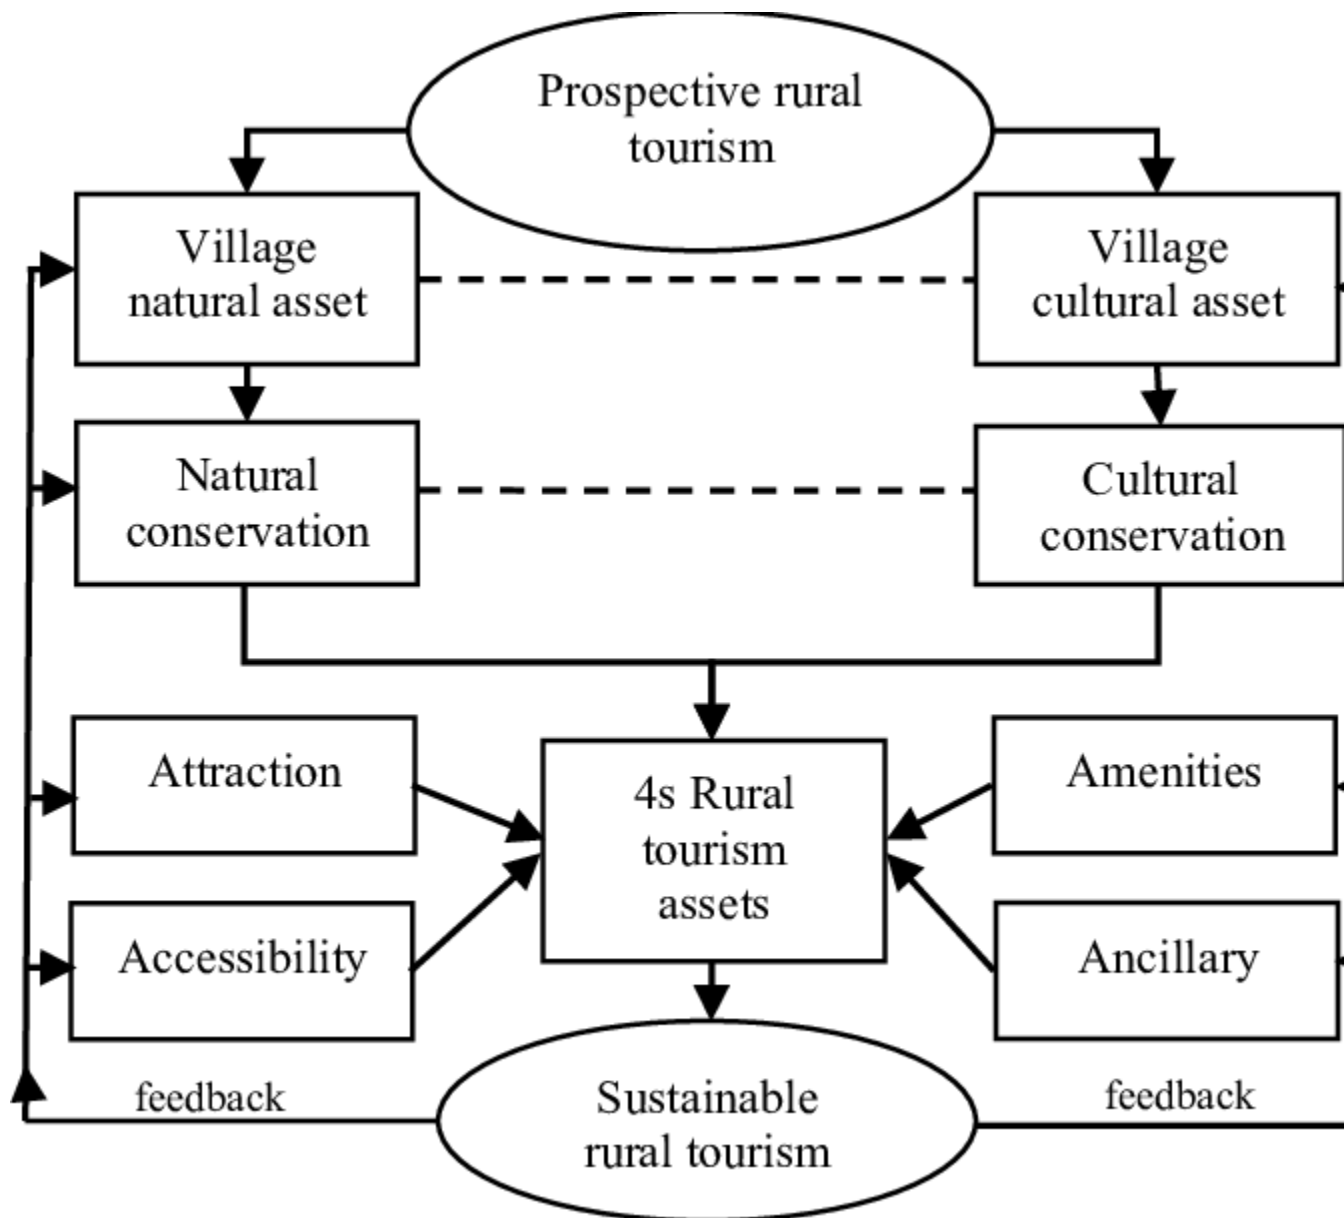 Prospective rural
tourism
Village
natural asset
Village
cultural asset
Natural
conservation
Cultural
conservation
Attraction
4s Rural
tourism
assets
Amenities
Accessibility
Ancillary
feedback
Sustainable
rural tourism
feedback